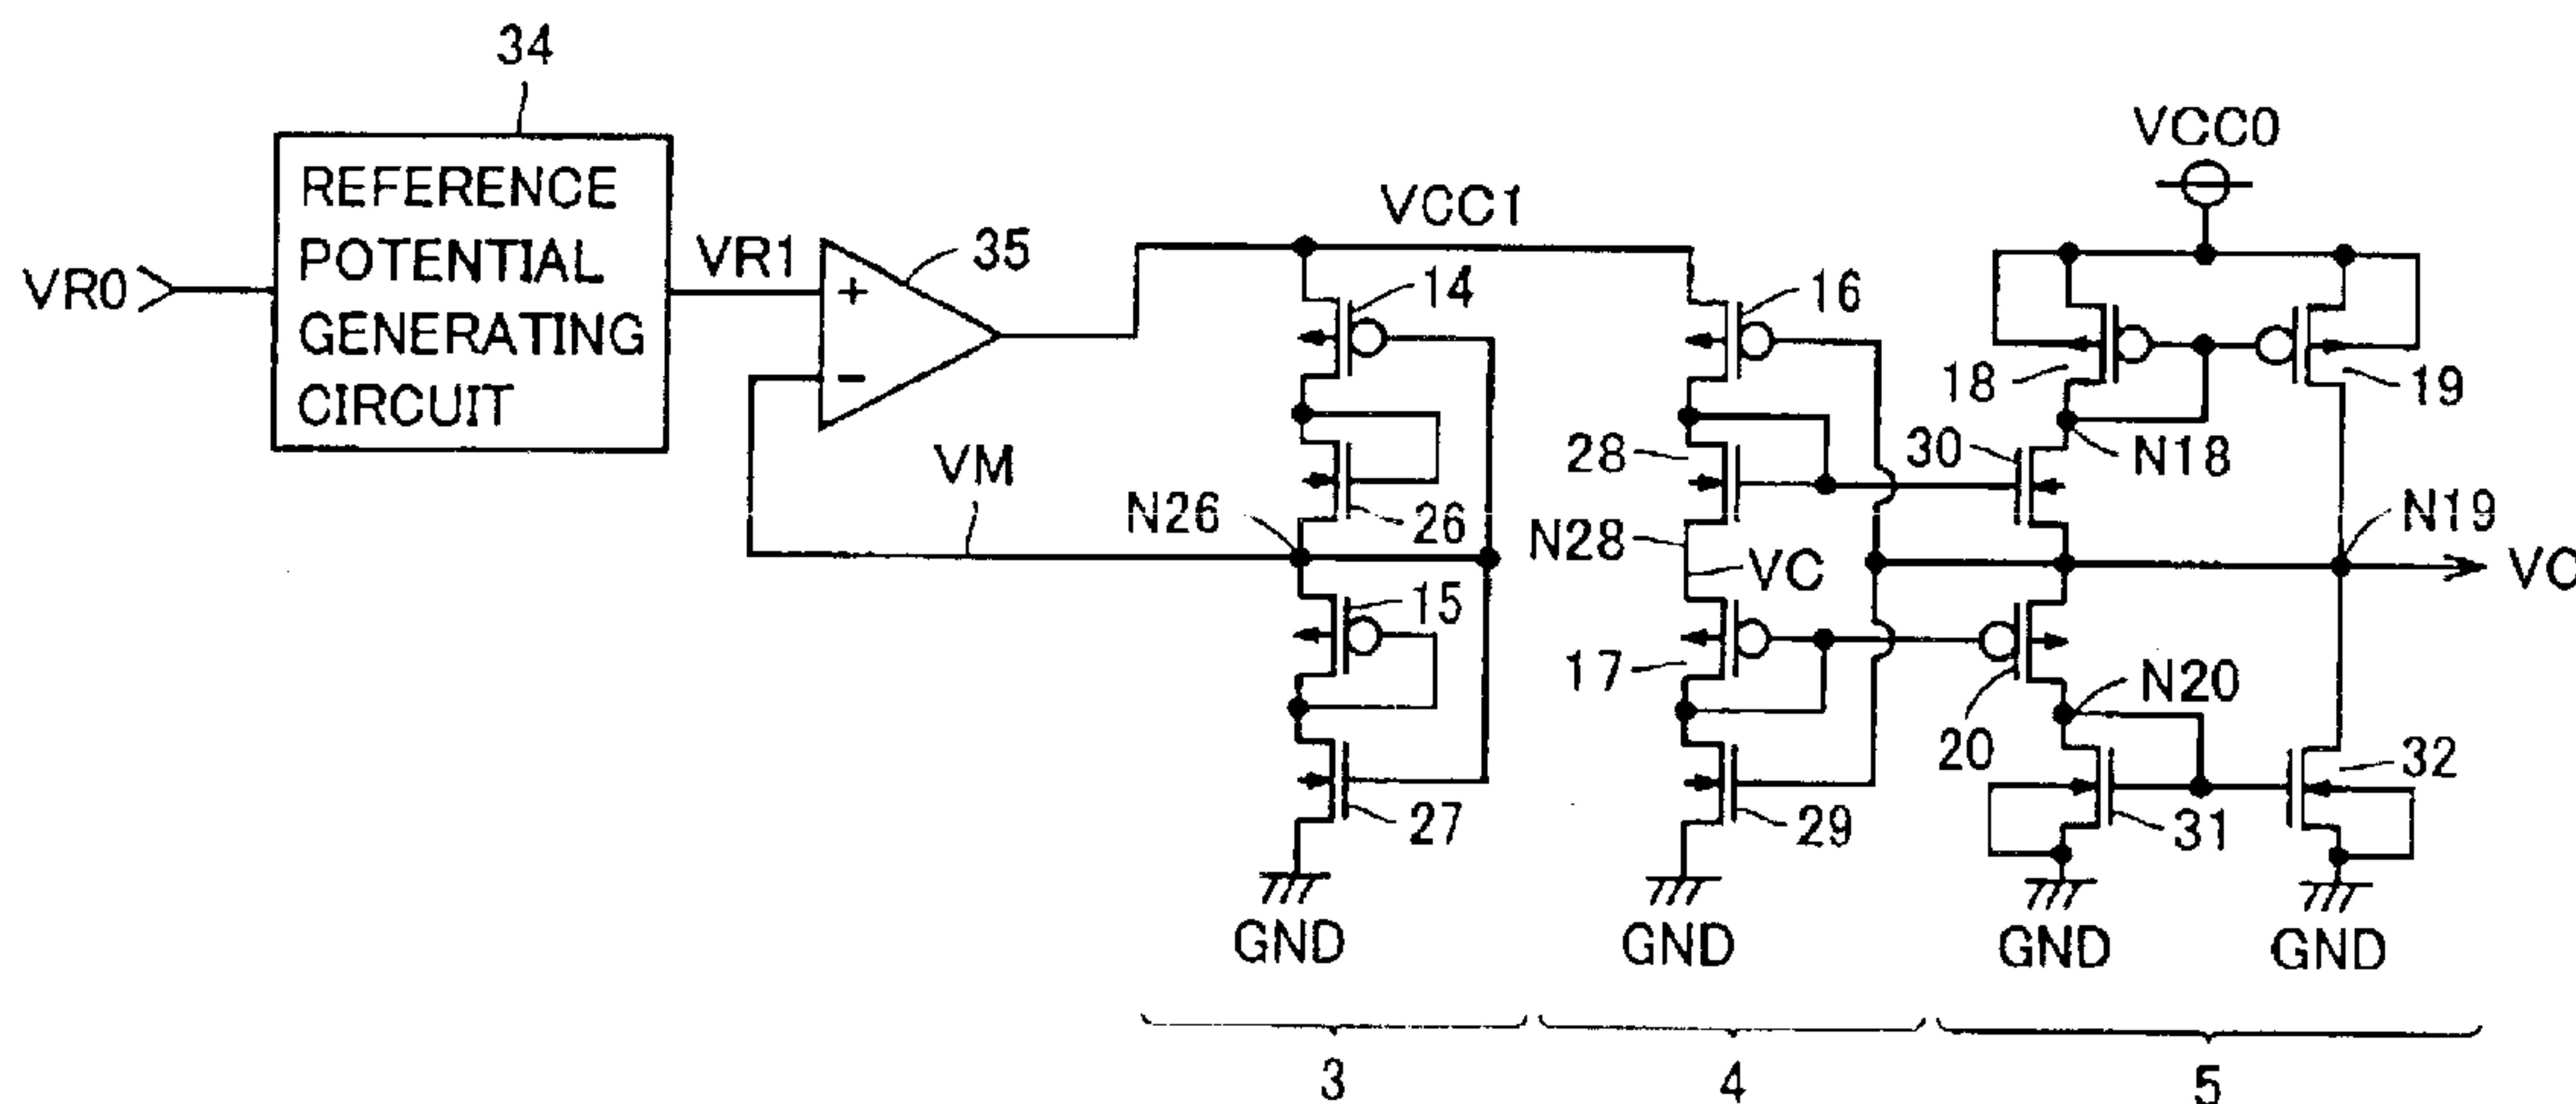 34
REFERENCE
POTENTIAL
GENERATING
CIRCUIT
VR0
VR1
+
−
35
VCC1
VCC0
14
16
18
19
N18
30
28
26
VM
N26
N28
VC
N19
VO
15
17
20
N20
27
29
31
32
GND
GND
GND
GND
3
4
5